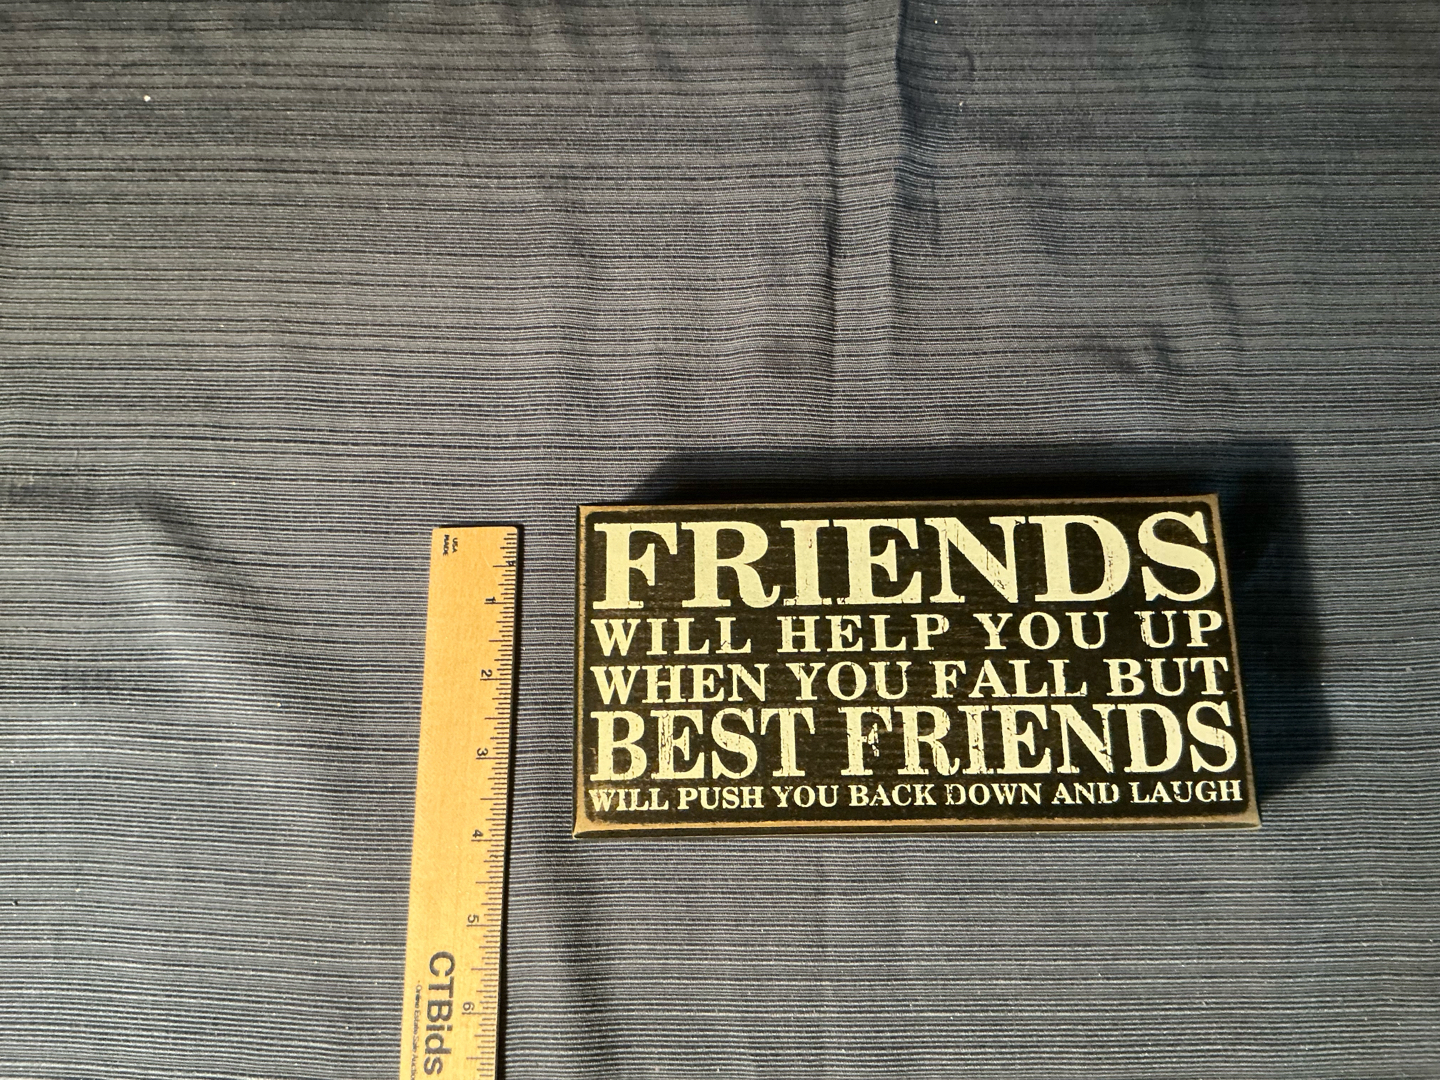 FRIENDS
WILL HELP YOU UP
WHEN YOU FALL BUT
BEST FRIENDS
WILL PUSH YOU BACK DOWN AND LAUGH
USA
1
2
3
4
5
6
CTBids